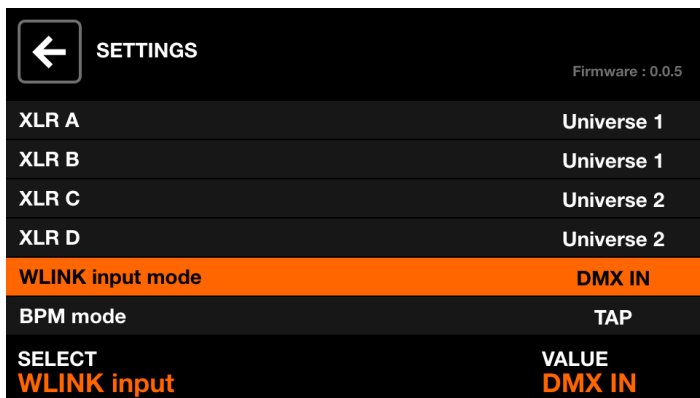 SETTINGS
Firmware : 0.0.5
XLR A Universe 1
XLR B Universe 1
XLR C Universe 2
XLR D Universe 2
WLINK input mode DMX IN
BPM mode TAP
SELECT VALUE
WLINK input DMX IN